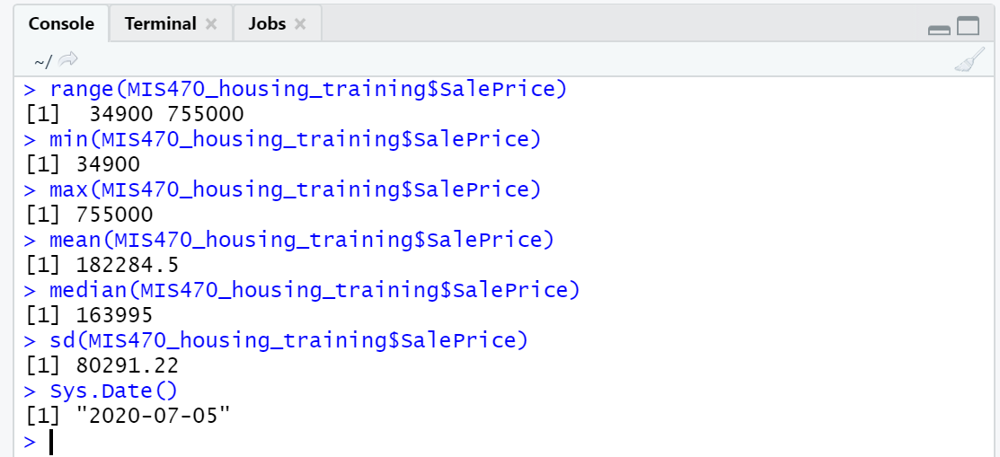 Console Terminal Jobs
~/
> range(MIS470_housing_training$SalePrice)
[1]  34900 755000
> min(MIS470_housing_training$SalePrice)
[1] 34900
> max(MIS470_housing_training$SalePrice)
[1] 755000
> mean(MIS470_housing_training$SalePrice)
[1] 182284.5
> median(MIS470_housing_training$SalePrice)
[1] 163995
> sd(MIS470_housing_training$SalePrice)
[1] 80291.22
> Sys.Date()
[1] "2020-07-05"
>